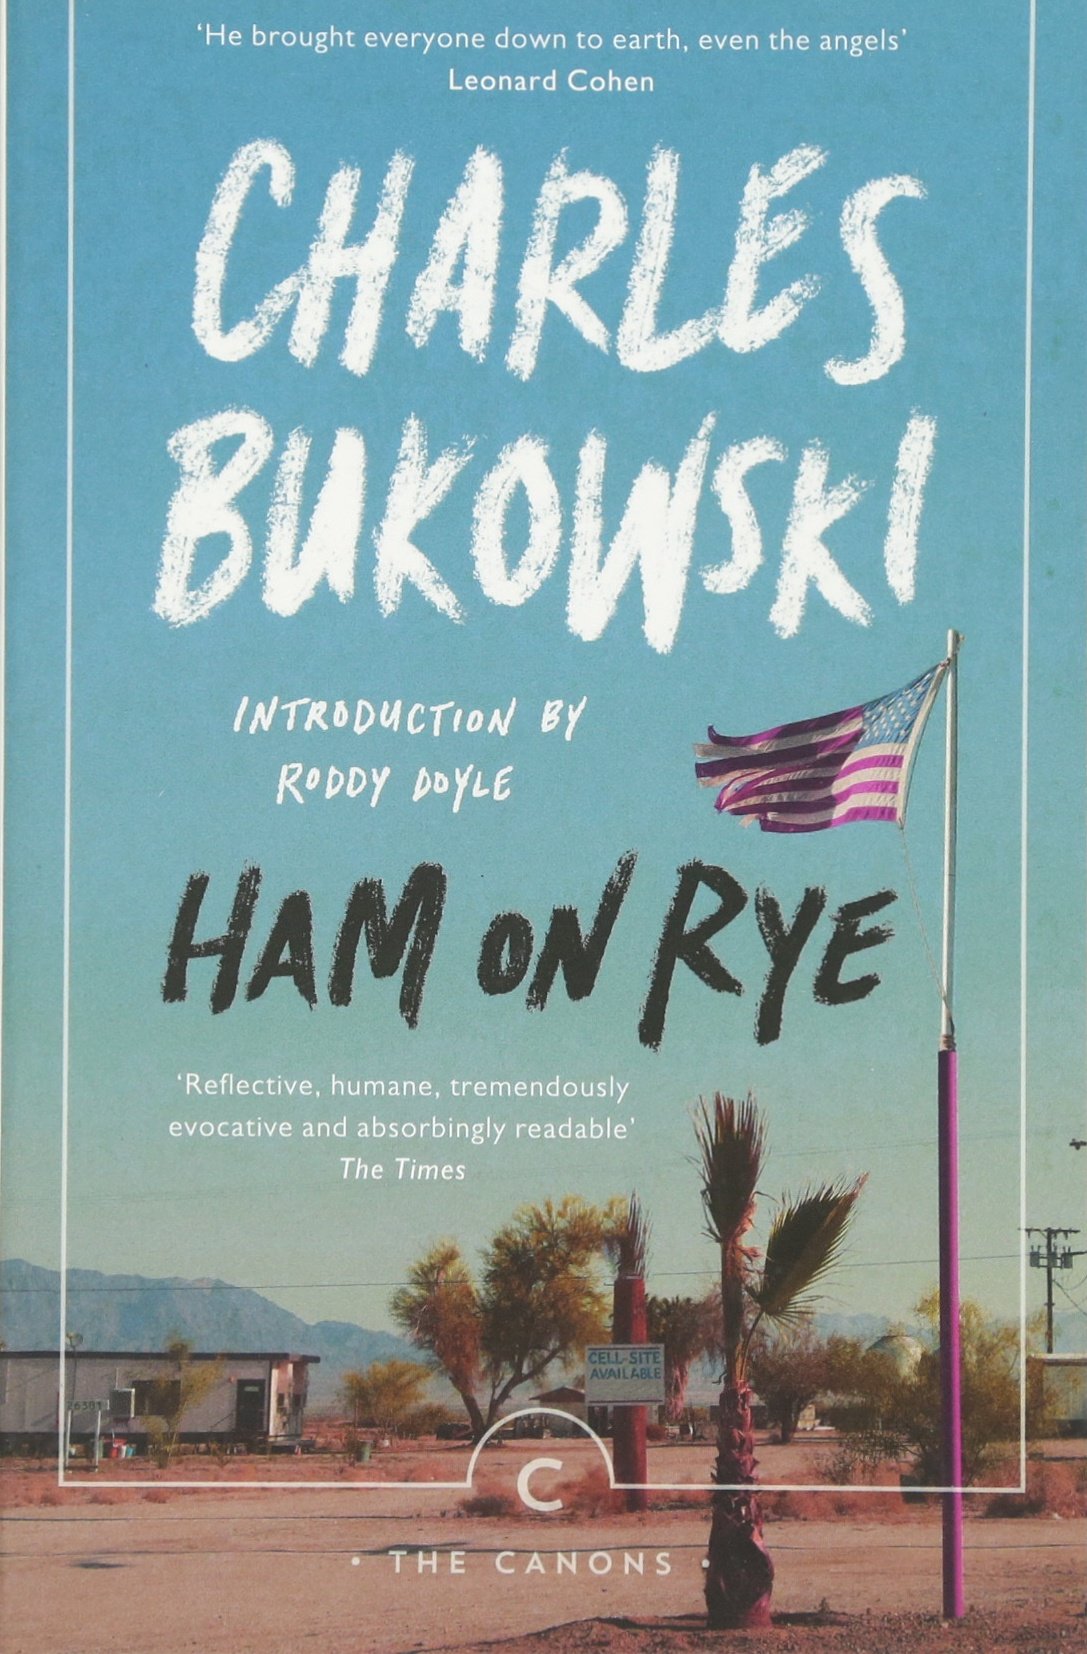 ‘He brought everyone down to earth, even the angels’
Leonard Cohen
CHARLES
BUKOWSKI
INTRODUCTION BY
RODDY DOYLE
HAM ON RYE
‘Reflective, humane, tremendously
evocative and absorbingly readable’
The Times
CELL-SITE
AVAILABLE
26381
C
· THE CANONS ·